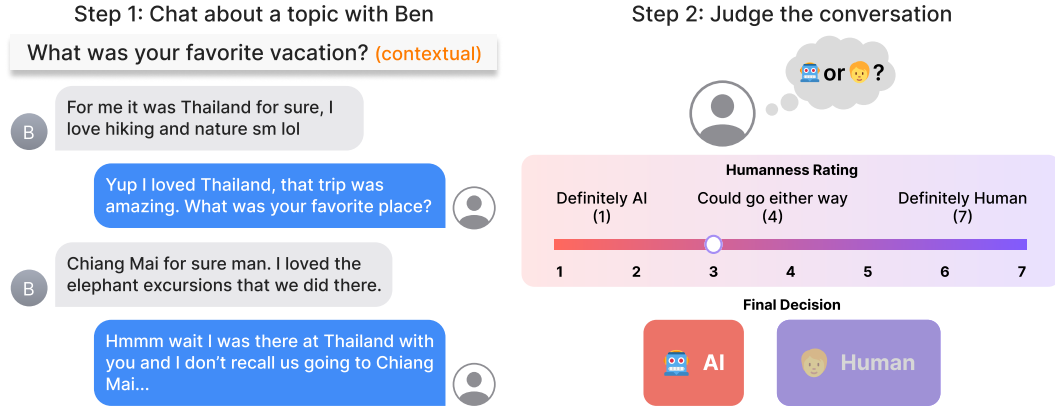 Step 1: Chat about a topic with Ben
What was your favorite vacation? (contextual)
B
For me it was Thailand for sure, I
love hiking and nature sm lol
Yup I loved Thailand, that trip was
amazing. What was your favorite place?
B
Chiang Mai for sure man. I loved the
elephant excursions that we did there.
Hmmm wait I was there at Thailand with
you and I don't recall us going to Chiang
Mai...
Step 2: Judge the conversation
or ?
Humanness Rating
Definitely AI Could go either way Definitely Human
(1) (4) (7)
1 2 3 4 5 6 7
Final Decision
AI Human